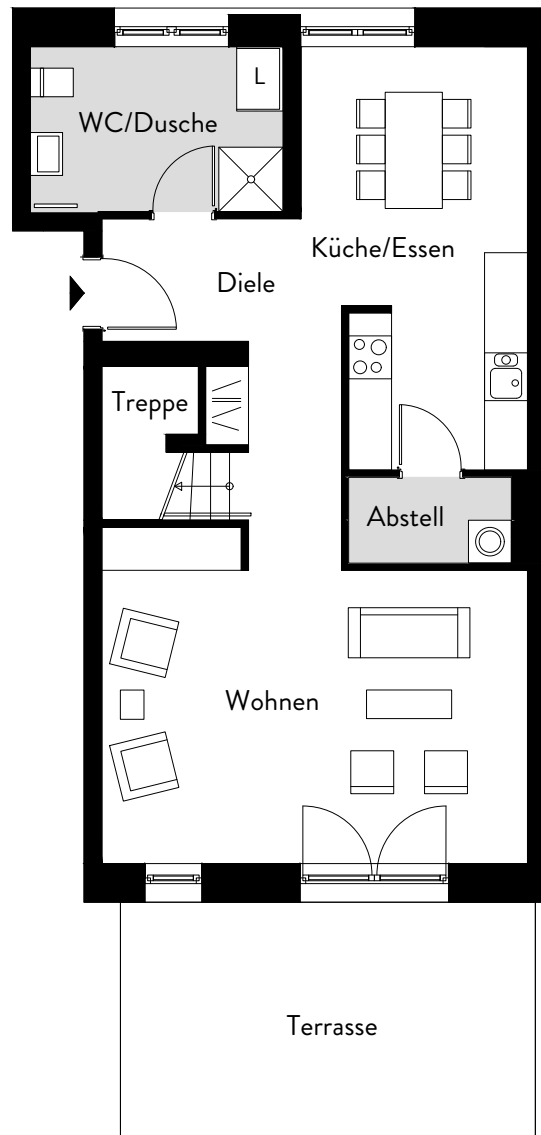 L
WC/Dusche
Küche/Essen
Diele
Treppe
Abstell
Wohnen
Terrasse